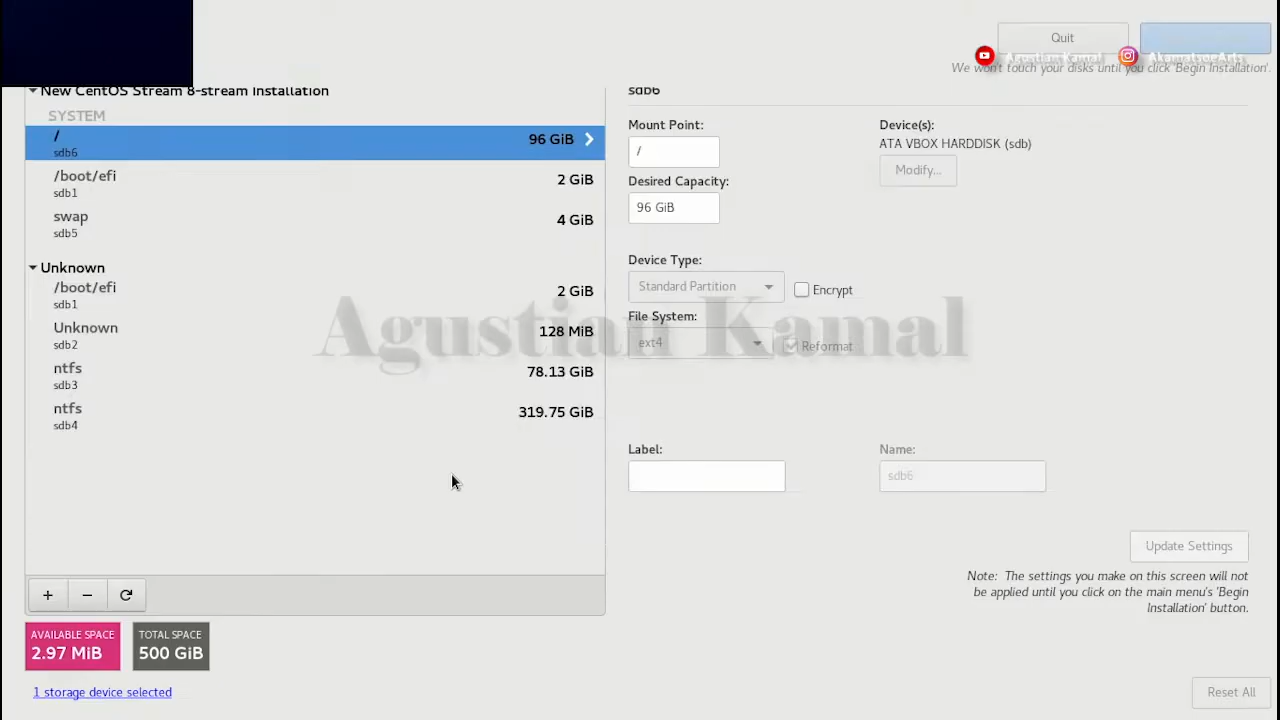 Quit
Agustian Kamal
We won't touch your disks until you click 'Begin Installation'.
New CentOS Stream 8-stream Installation
SYSTEM
/
96 GiB
sdb6
/boot/efi
2 GiB
sdb1
swap
4 GiB
sdb5
Unknown
/boot/efi
2 GiB
sdb1
Unknown
128 MiB
sdb2
ntfs
78.13 GiB
sdb3
ntfs
319.75 GiB
sdb4
+ −
AVAILABLE SPACE
2.97 MiB
TOTAL SPACE
500 GiB
1 storage device selected
sdb6
Mount Point:
/
Desired Capacity:
96 GiB
Device(s):
ATA VBOX HARDDISK (sdb)
Modify...
Device Type:
Standard Partition
Encrypt
File System:
ext4
Reformat
Agustian Kamal
Label:
Name:
sdb6
Update Settings
Note: The settings you make on this screen will not
be applied until you click on the main menu's 'Begin
Installation' button.
Reset All